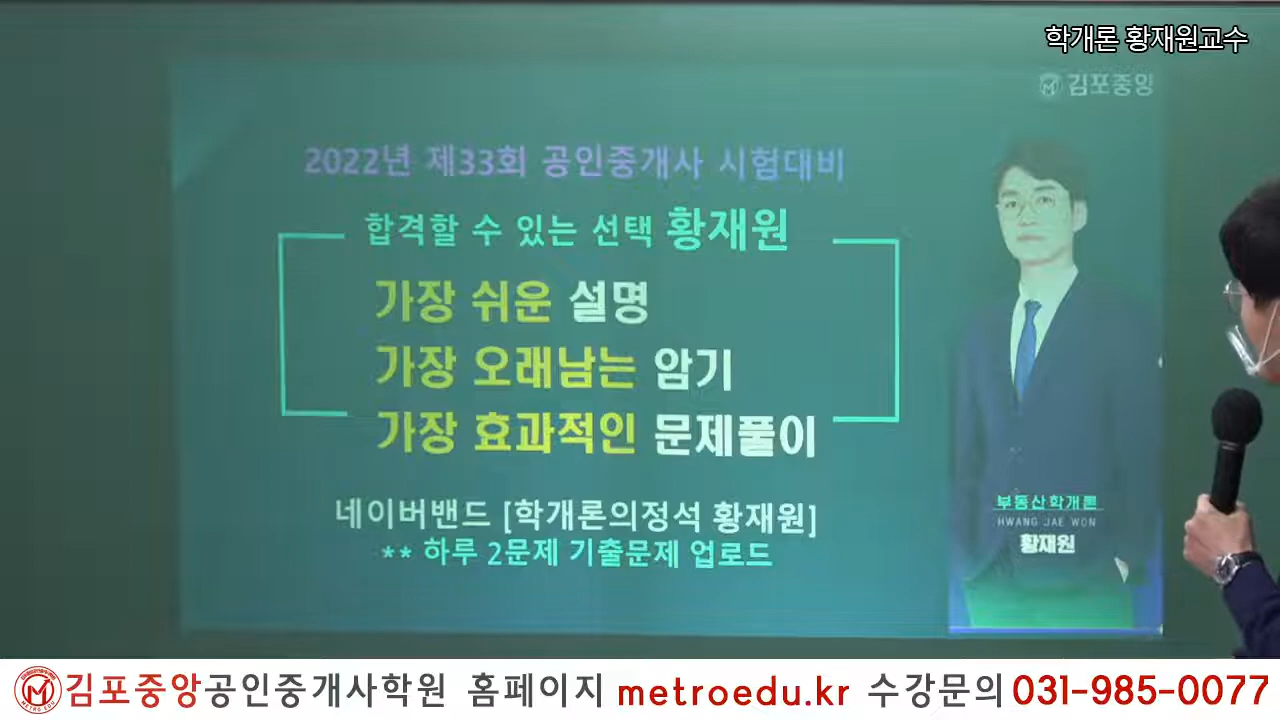 학개론 황재원교수
김포중앙
2022년 제33회 공인중개사 시험대비
합격할 수 있는 선택 황재원
가장 쉬운 설명
가장 오래남는 암기
가장 효과적인 문제풀이
네이버밴드 [학개론의정석 황재원]
** 하루 2문제 기출문제 업로드
부동산학개론
HWANG JAE WON
황재원
김포중앙공인중개사학원 홈페이지 metroedu.kr 수강문의 031-985-0077
METRO EDU